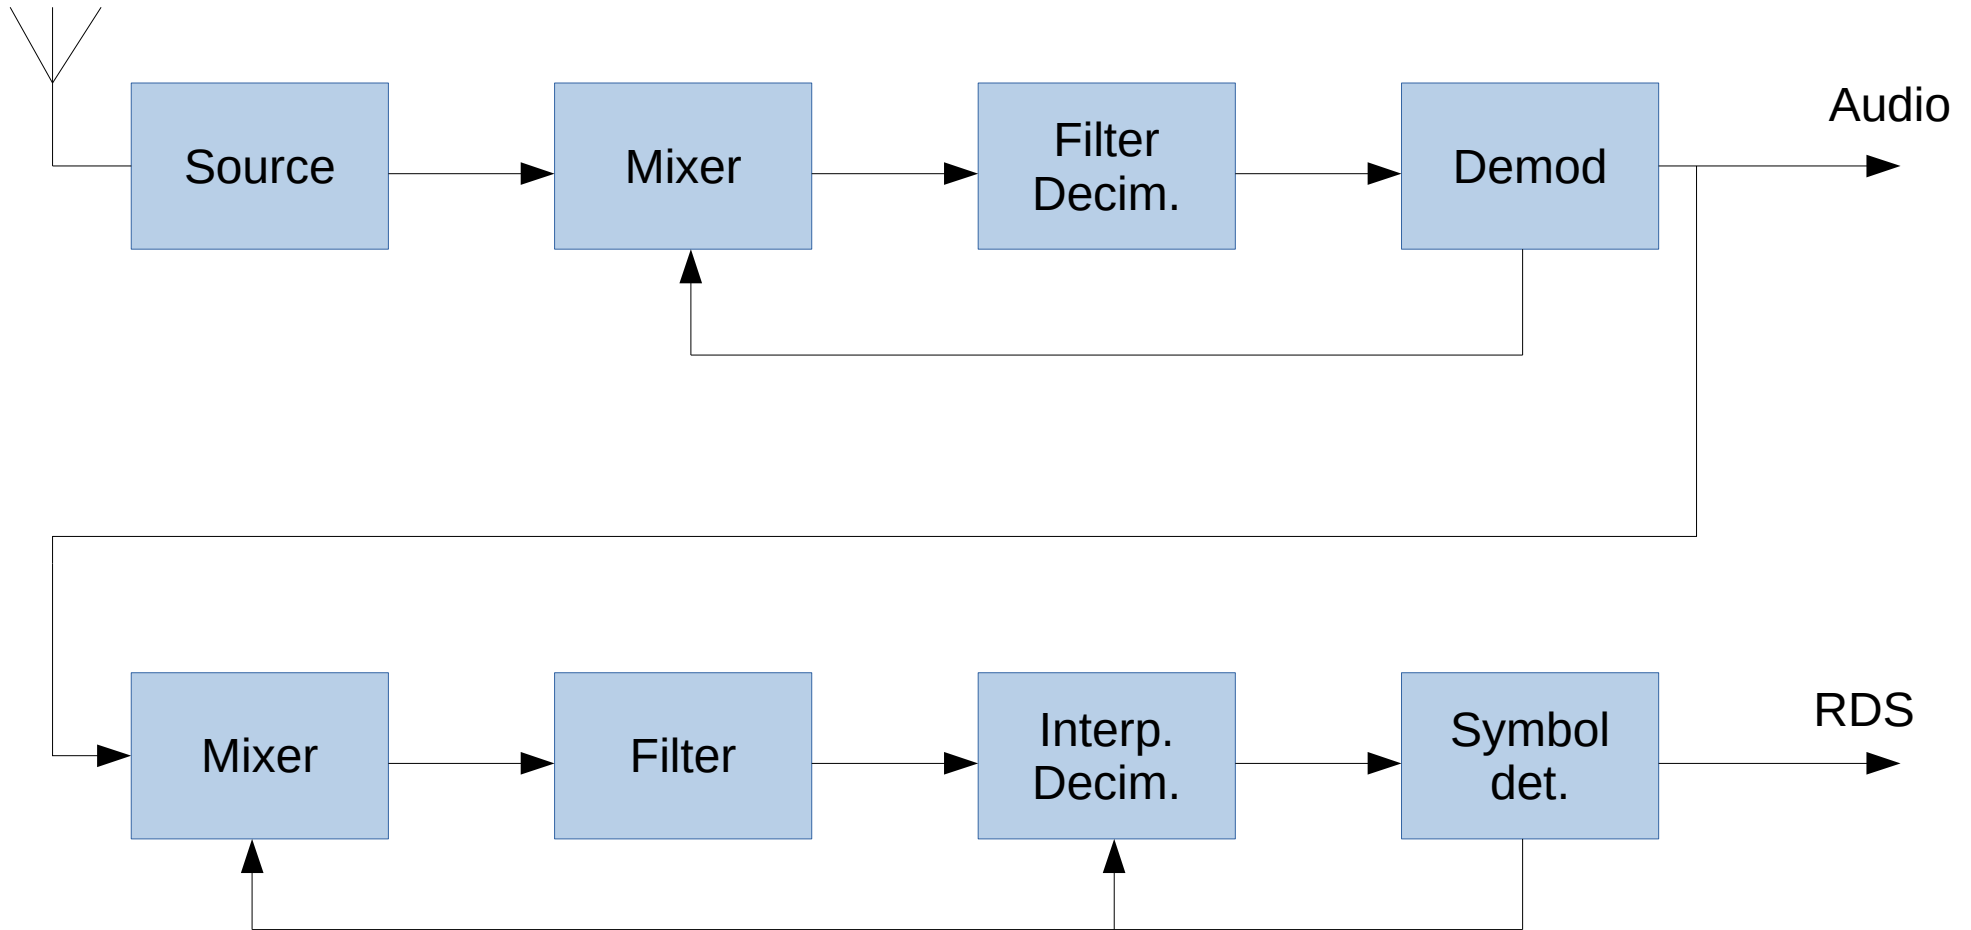 Audio
Source
Mixer
Filter
Decim.
Demod
RDS
Mixer
Filter
Interp.
Decim.
Symbol
det.